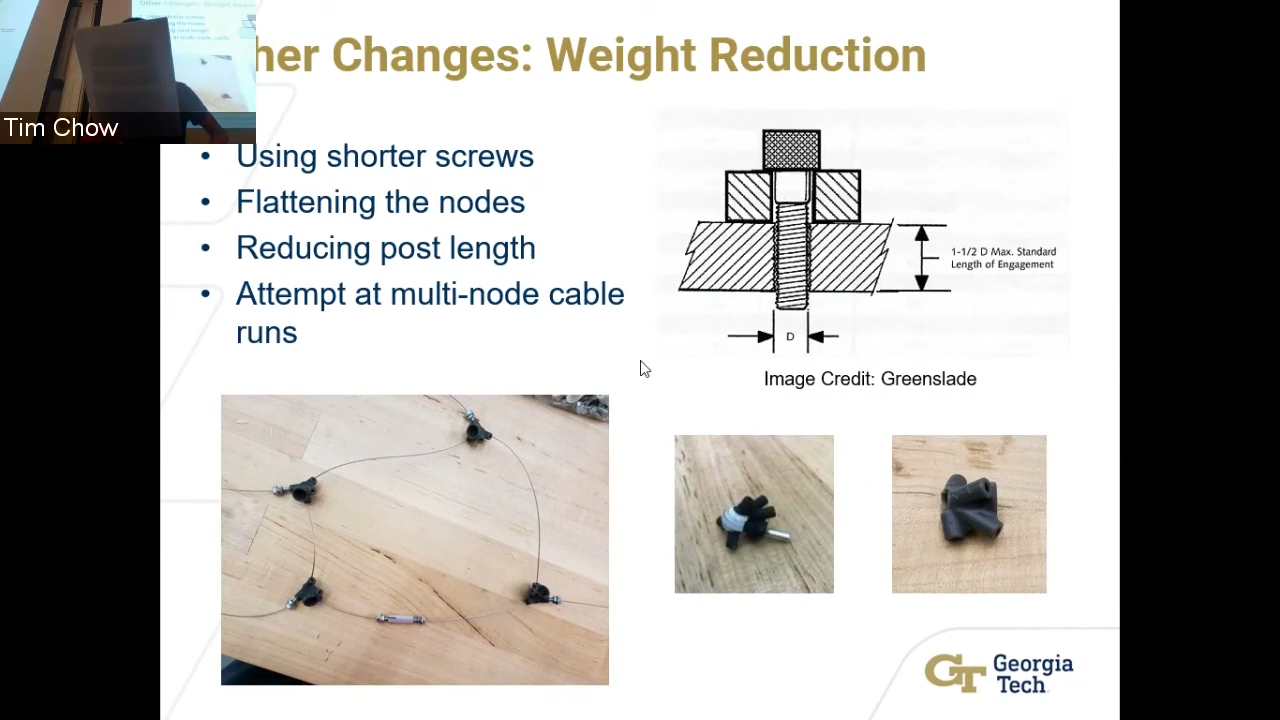 her Changes: Weight Reduction
Tim Chow
• Using shorter screws
• Flattening the nodes
• Reducing post length
• Attempt at multi-node cable
runs
1-1/2 D Max. Standard
Length of Engagement
D
Image Credit: Greenslade
GT Georgia
Tech